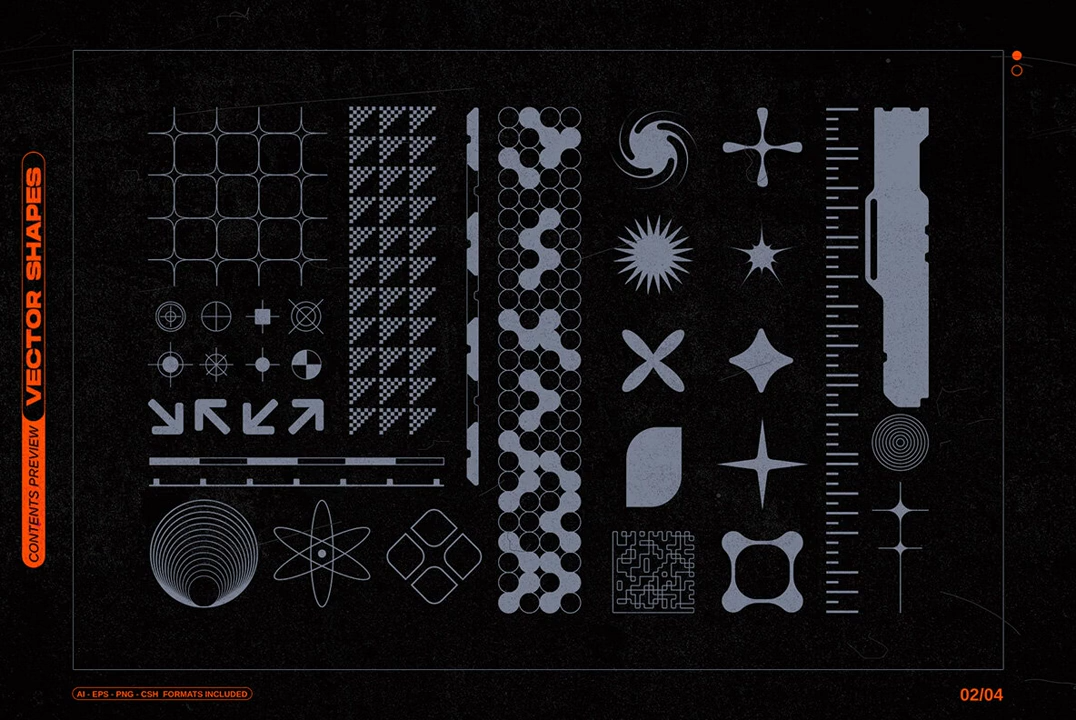 CONTENTS PREVIEW VECTOR SHAPES
AI - EPS - PNG - CSH FORMATS INCLUDED
02/04